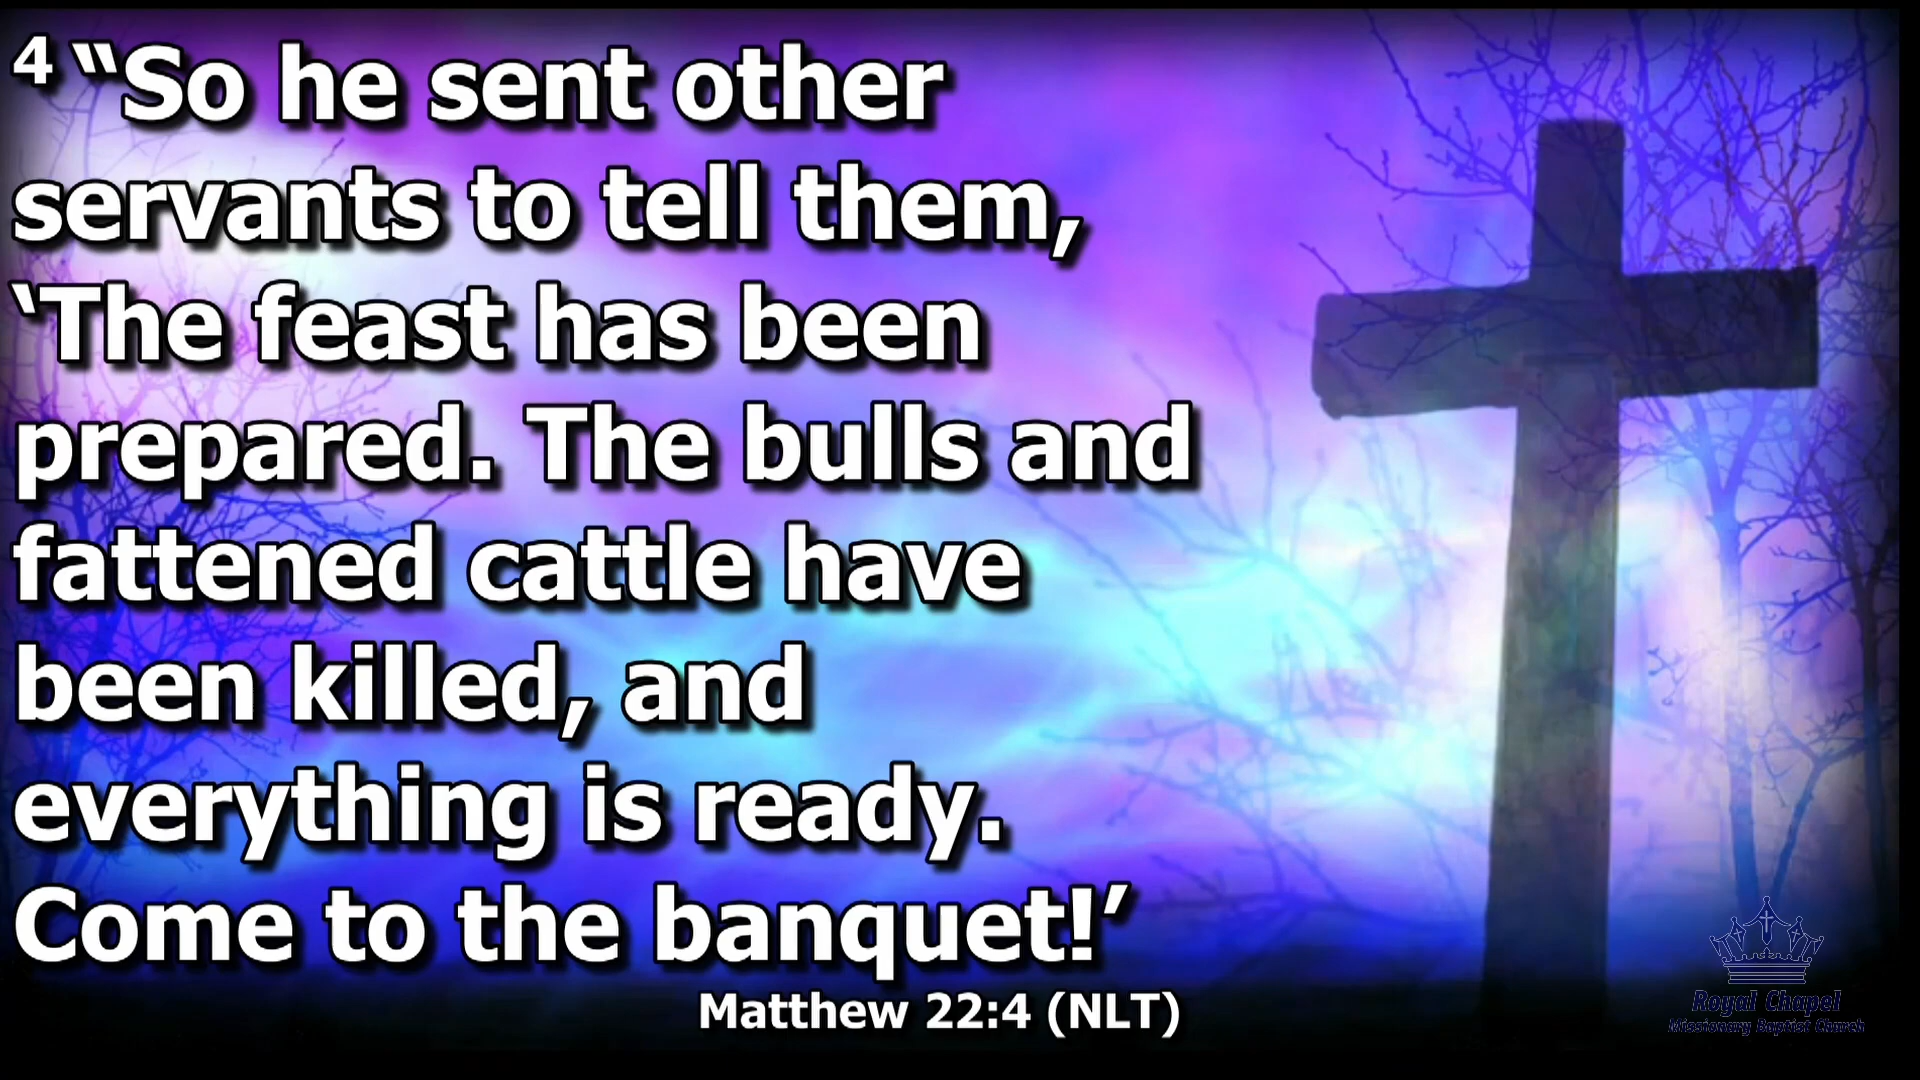 4 “So he sent other
servants to tell them,
‘The feast has been
prepared. The bulls and
fattened cattle have
been killed, and
everything is ready.
Come to the banquet!’
Matthew 22:4 (NLT)
Royal Chapel
Missionary Baptist Church